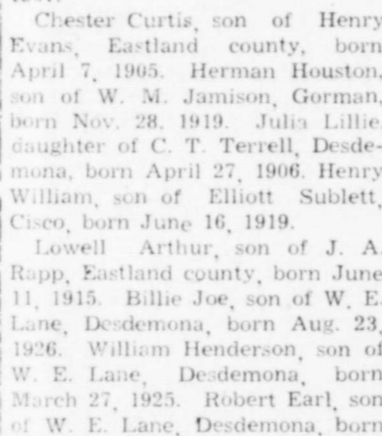 Chester Curtis, son of Henry
Evans, Eastland county, born
April 7, 1905. Herman Houston,
son of W. M. Jamison, Gorman,
born Nov. 28, 1919. Julia Lillie,
daughter of C. T. Terrell, Desde-
mona, born April 27, 1906. Henry
William, son of Elliott Sublett,
Cisco, born June 16, 1919.
Lowell Arthur, son of J. A.
Rapp, Eastland county, born June
11, 1915. Billie Joe, son of W. E.
Lane, Desdemona, born Aug. 23,
1926. William Henderson, son of
W. E. Lane, Desdemona, born
March 27, 1925. Robert Earl, son
of W. E. Lane, Desdemona, born